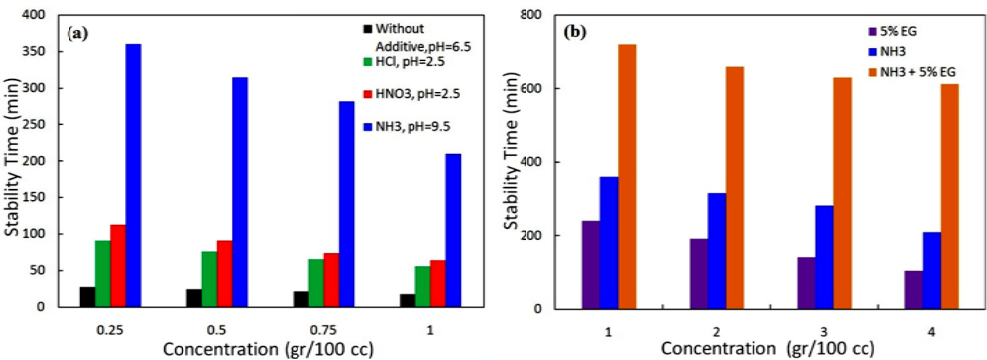 (a)
400
350
300
250
200
150
100
50
0
Stability Time (min)
Without
Additive,pH=6.5
HCl, pH=2.5
HNO3, pH=2.5
NH3, pH=9.5
0.25 0.5 0.75 1
Concentration (gr/100 cc)
(b)
800
600
400
200
0
Stability Time (min)
5% EG
NH3
NH3 + 5% EG
1 2 3 4
Concentration (gr/100 cc)